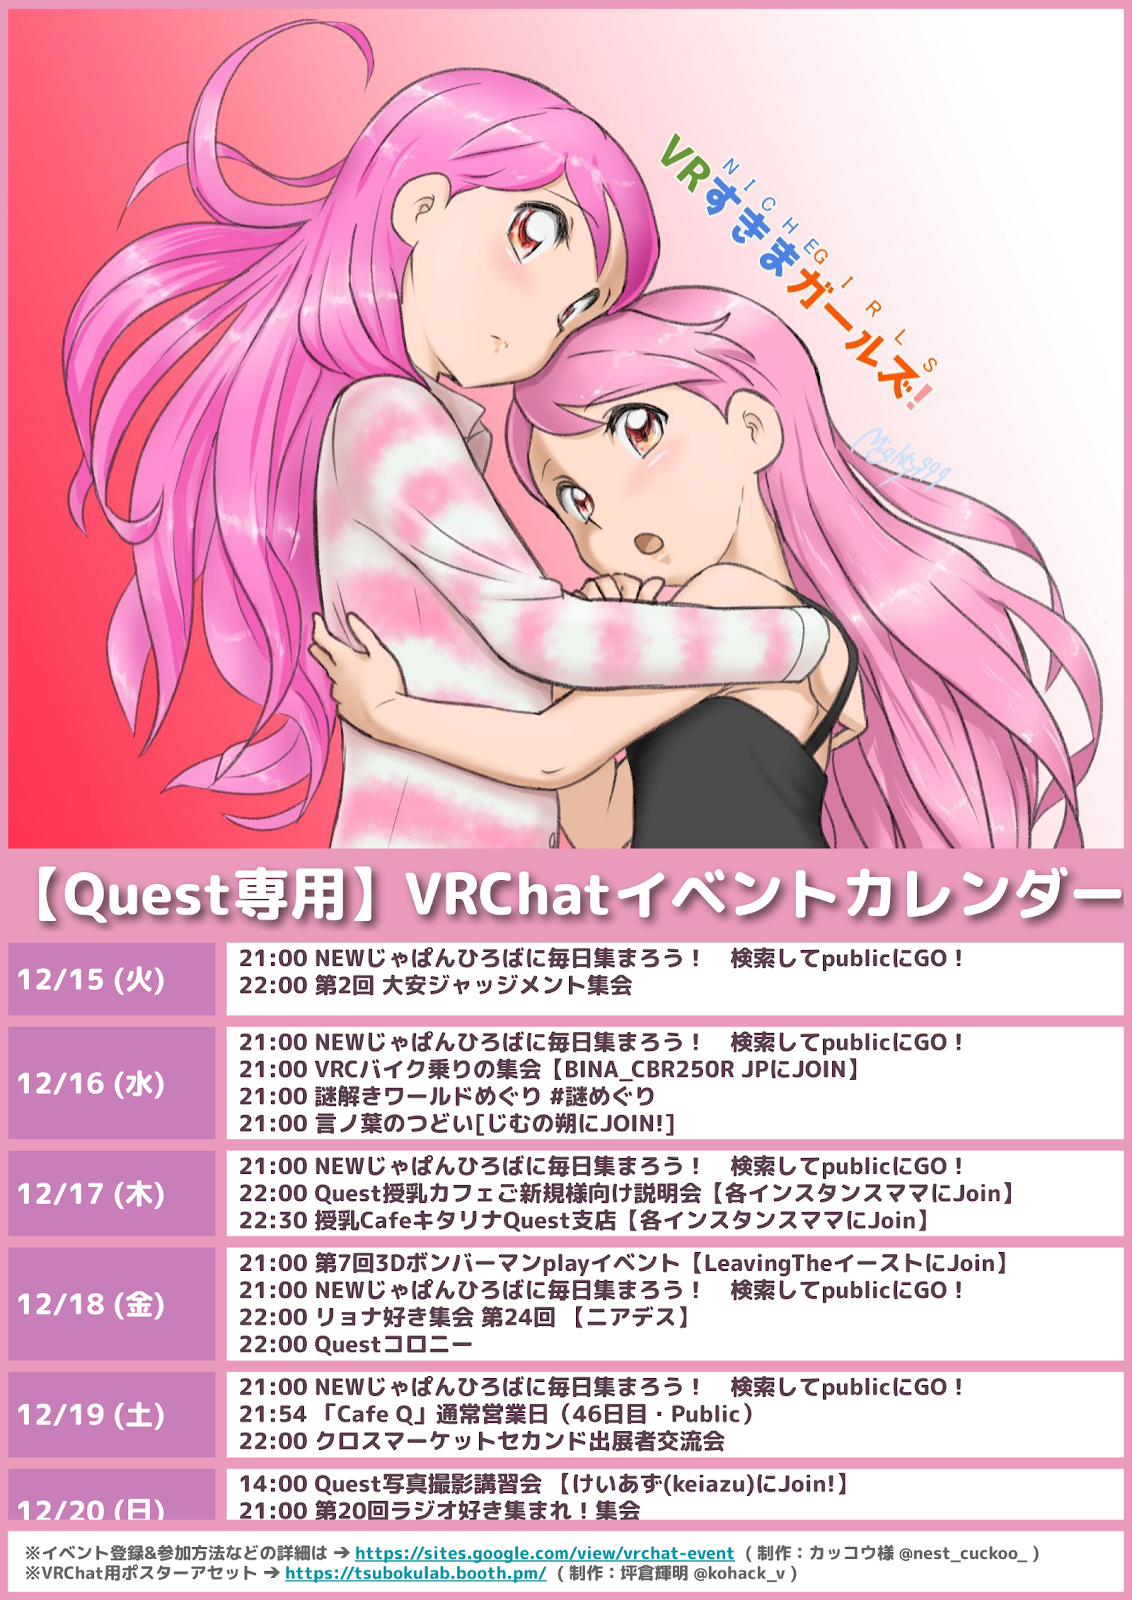 NICHE GIRLS
VRすきまガールズ!
Mighty999
【Quest専用】VRChatイベントカレンダー
12/15 (火)
21:00 NEWじゃぱんひろばに毎日集まろう！　検索してpublicにGO！
22:00 第2回 大安ジャッジメント集会
12/16 (水)
21:00 NEWじゃぱんひろばに毎日集まろう！　検索してpublicにGO！
21:00 VRCバイク乗りの集会【BINA_CBR250R JPにJOIN】
21:00 謎解きワールドめぐり #謎めぐり
21:00 言ノ葉のつどい[じむの朔にJOIN!]
12/17 (木)
21:00 NEWじゃぱんひろばに毎日集まろう！　検索してpublicにGO！
22:00 Quest授乳カフェご新規様向け説明会【各インスタンスママにJoin】
22:30 授乳CafeキタリナQuest支店【各インスタンスママにJoin】
12/18 (金)
21:00 第7回3Dボンバーマンplayイベント【LeavingTheイーストにJoin】
21:00 NEWじゃぱんひろばに毎日集まろう！　検索してpublicにGO！
22:00 リョナ好き集会 第24回 【ニアデス】
22:00 Questコロニー
12/19 (土)
21:00 NEWじゃぱんひろばに毎日集まろう！　検索してpublicにGO！
21:54 「Cafe Q」通常営業日（46日目・Public）
22:00 クロスマーケットセカンド出展者交流会
12/20 (日)
14:00 Quest写真撮影講習会 【けいあず(keiazu)にJoin!】
21:00 第20回ラジオ好き集まれ！集会
※イベント登録&参加方法などの詳細は → https://sites.google.com/view/vrchat-event （ 制作：カッコウ様 @nest_cuckoo_ ）
※VRChat用ポスターアセット → https://tsubokulab.booth.pm/ （ 制作：坪倉輝明 @kohack_v ）